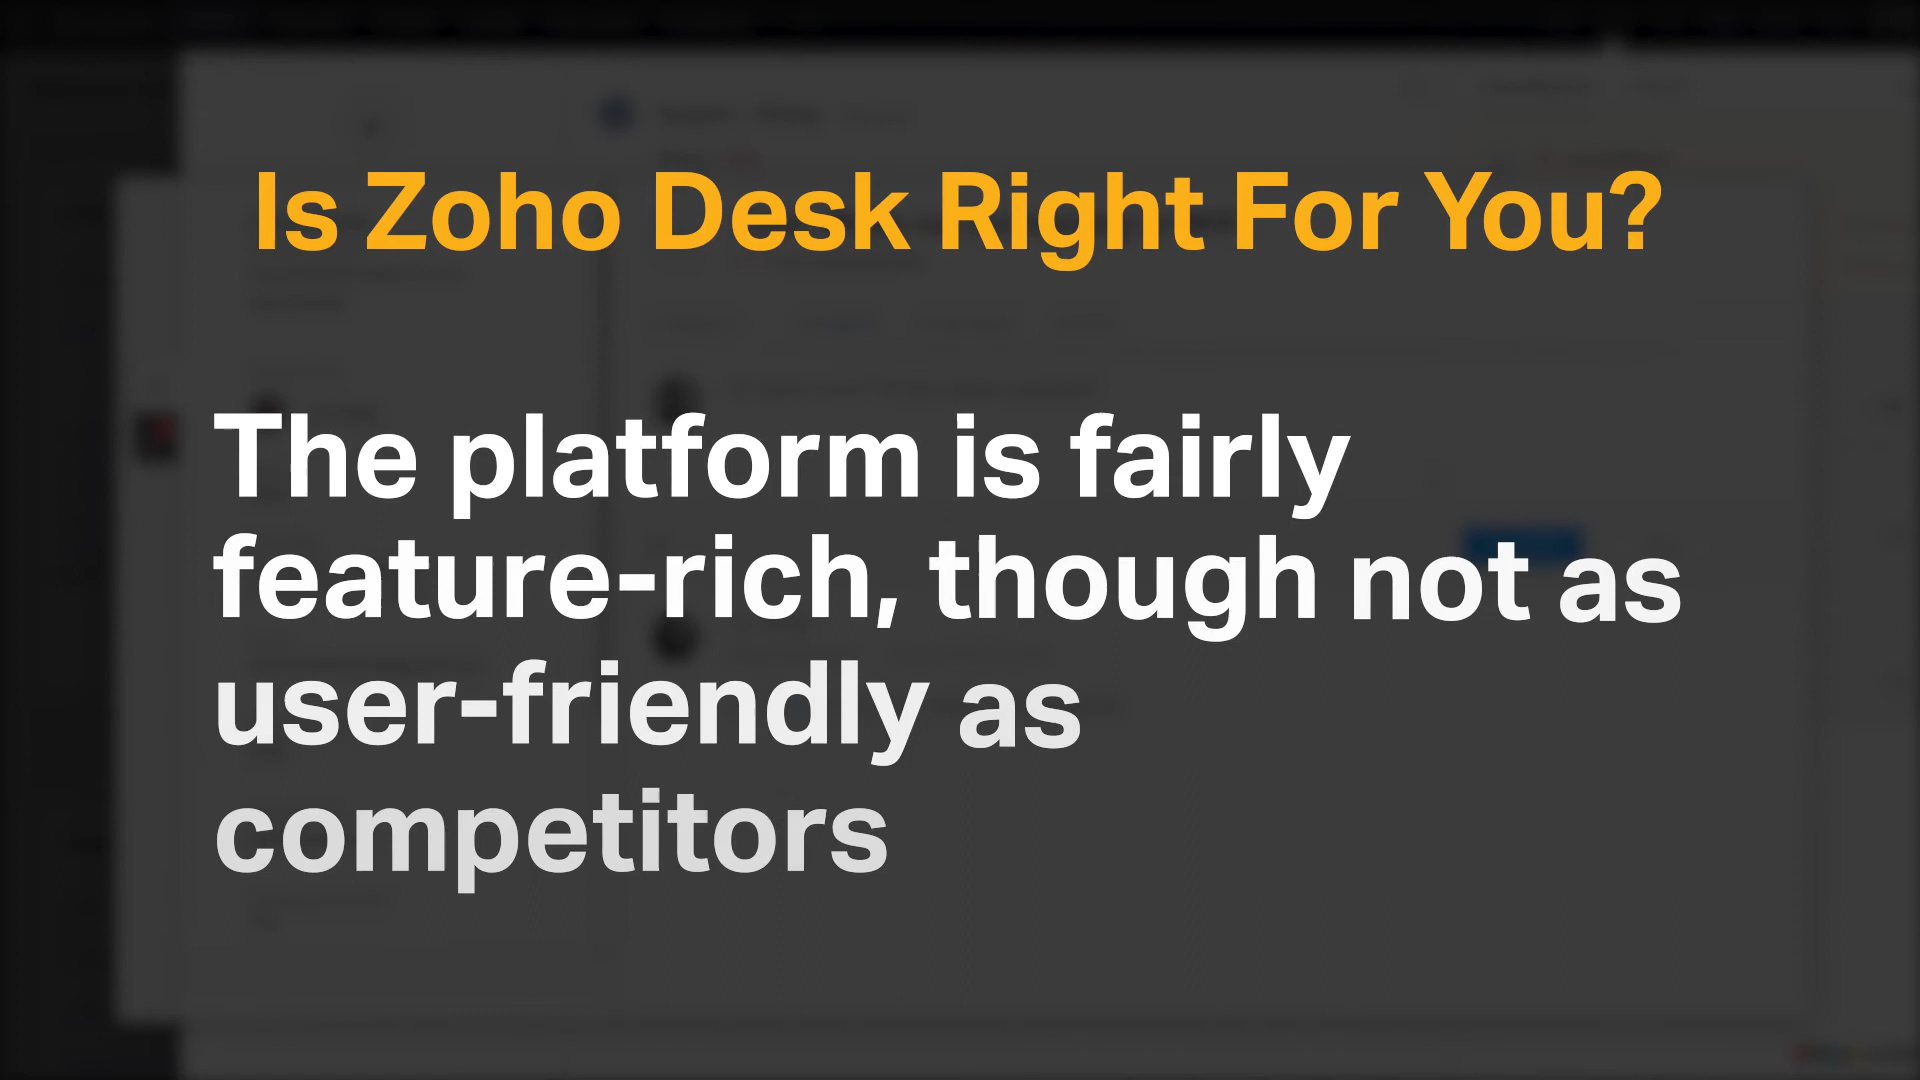 Is Zoho Desk Right For You?
The platform is fairly
feature-rich, though not as
user-friendly as
competitors